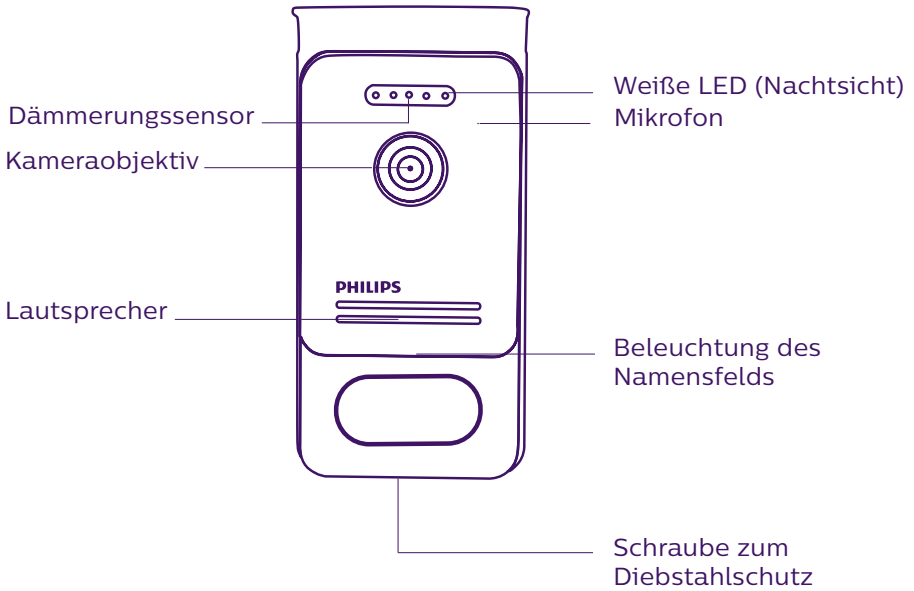 Dämmerungssensor
Kameraobjektiv
Lautsprecher
PHILIPS
Weiße LED (Nachtsicht)
Mikrofon
Beleuchtung des
Namensfelds
Schraube zum
Diebstahlschutz